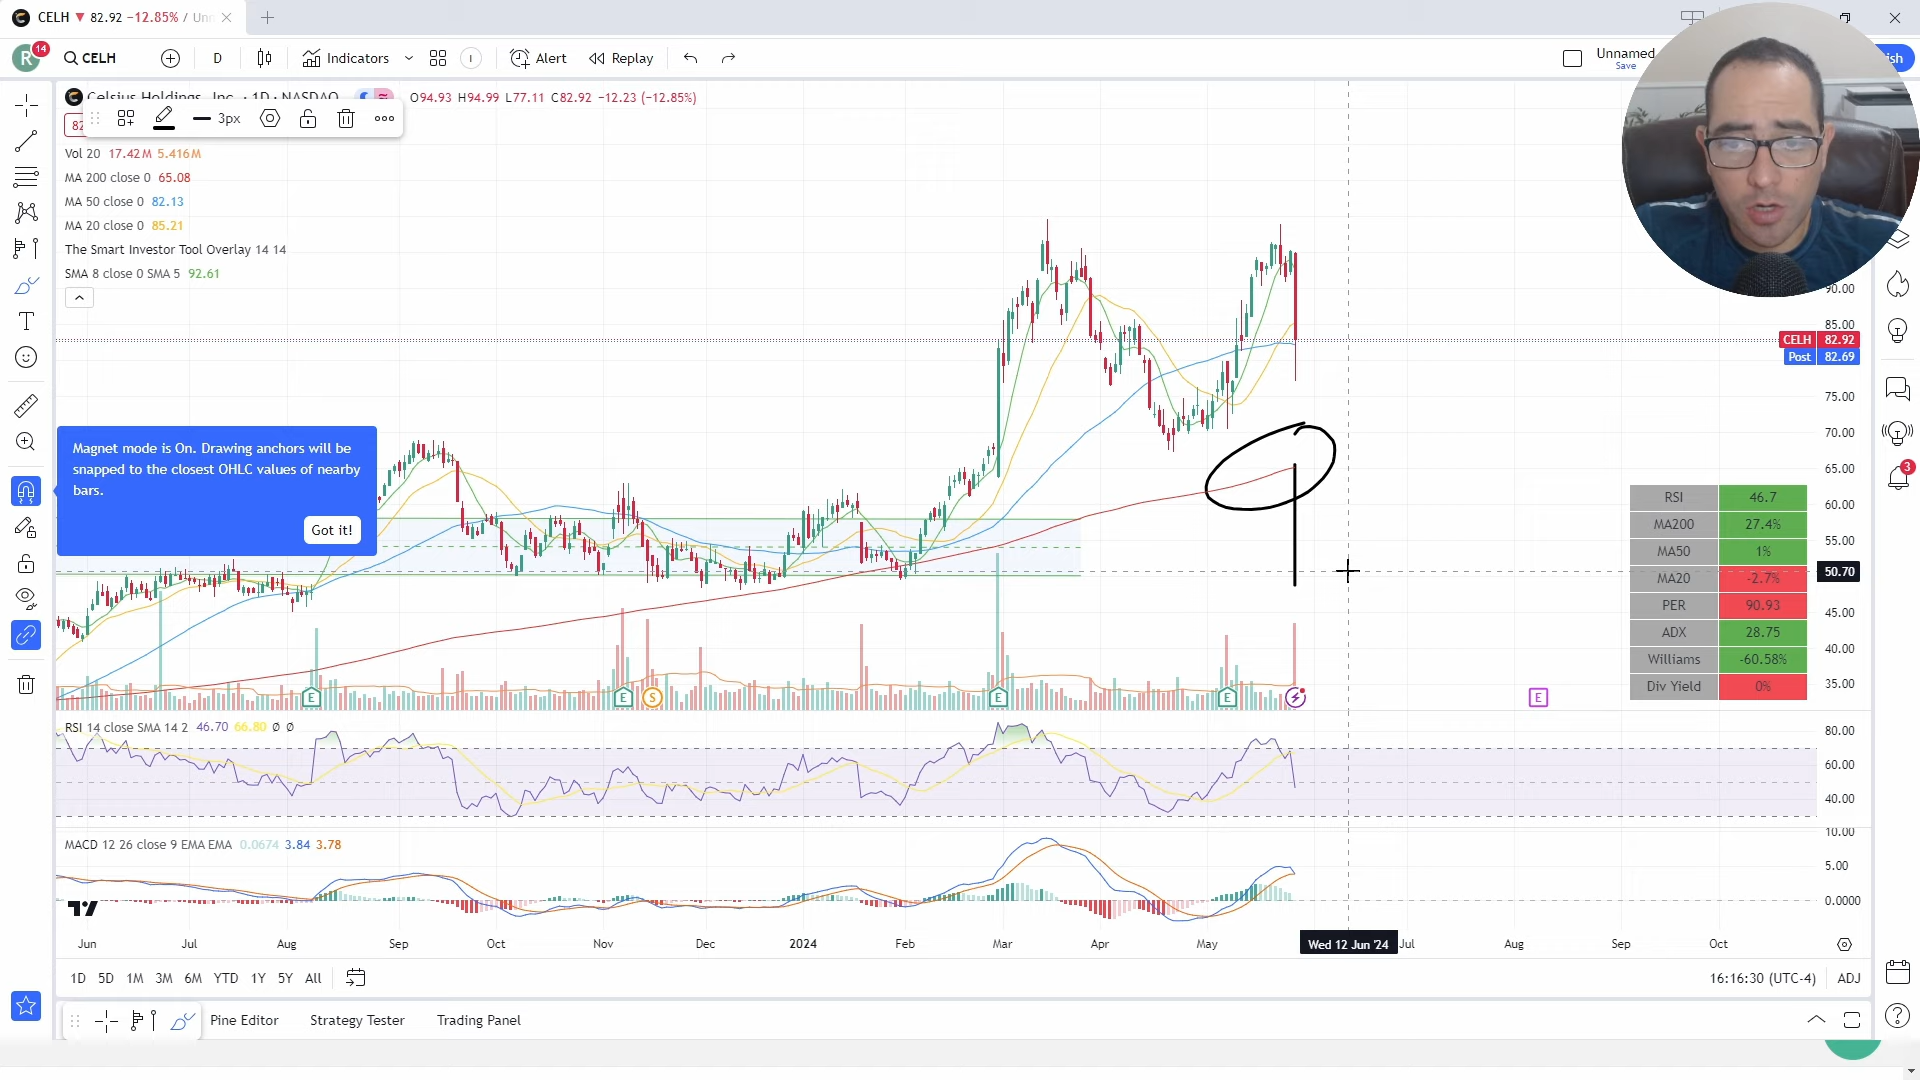 CELH ▼ 82.92 −12.85% / Unn
R 14 CELH D Indicators Alert Replay Unnamed
Save
ish
Celsius Holdings, Inc. · 1D · NASDAQ O94.93 H94.99 L77.11 C82.92 −12.23 (−12.85%)
3px
82
Vol 20 17.42M 5.416M
MA 200 close 0 65.08
MA 50 close 0 82.13
MA 20 close 0 85.21
The Smart Investor Tool Overlay 14 14
SMA 8 close 0 SMA 5 92.61
90.00
85.00
CELH 82.92
Post 82.69
75.00
70.00
65.00
60.00
55.00
50.70
45.00
40.00
35.00
Magnet mode is On. Drawing anchors will be
snapped to the closest OHLC values of nearby
bars.
Got it!
RSI 46.7
MA200 27.4%
MA50 1%
MA20 -2.7%
PER 90.93
ADX 28.75
Williams -60.58%
Div Yield 0%
3
E E S E E E
RSI 14 close SMA 14 2 46.70 66.80 Ø Ø
80.00
60.00
40.00
MACD 12 26 close 9 EMA EMA 0.0674 3.84 3.78
10.00
5.00
0.0000
Jun Jul Aug Sep Oct Nov Dec 2024 Feb Mar Apr May Wed 12 Jun '24 Jul Aug Sep Oct
1D 5D 1M 3M 6M YTD 1Y 5Y All 16:16:30 (UTC-4) ADJ
Pine Editor Strategy Tester Trading Panel